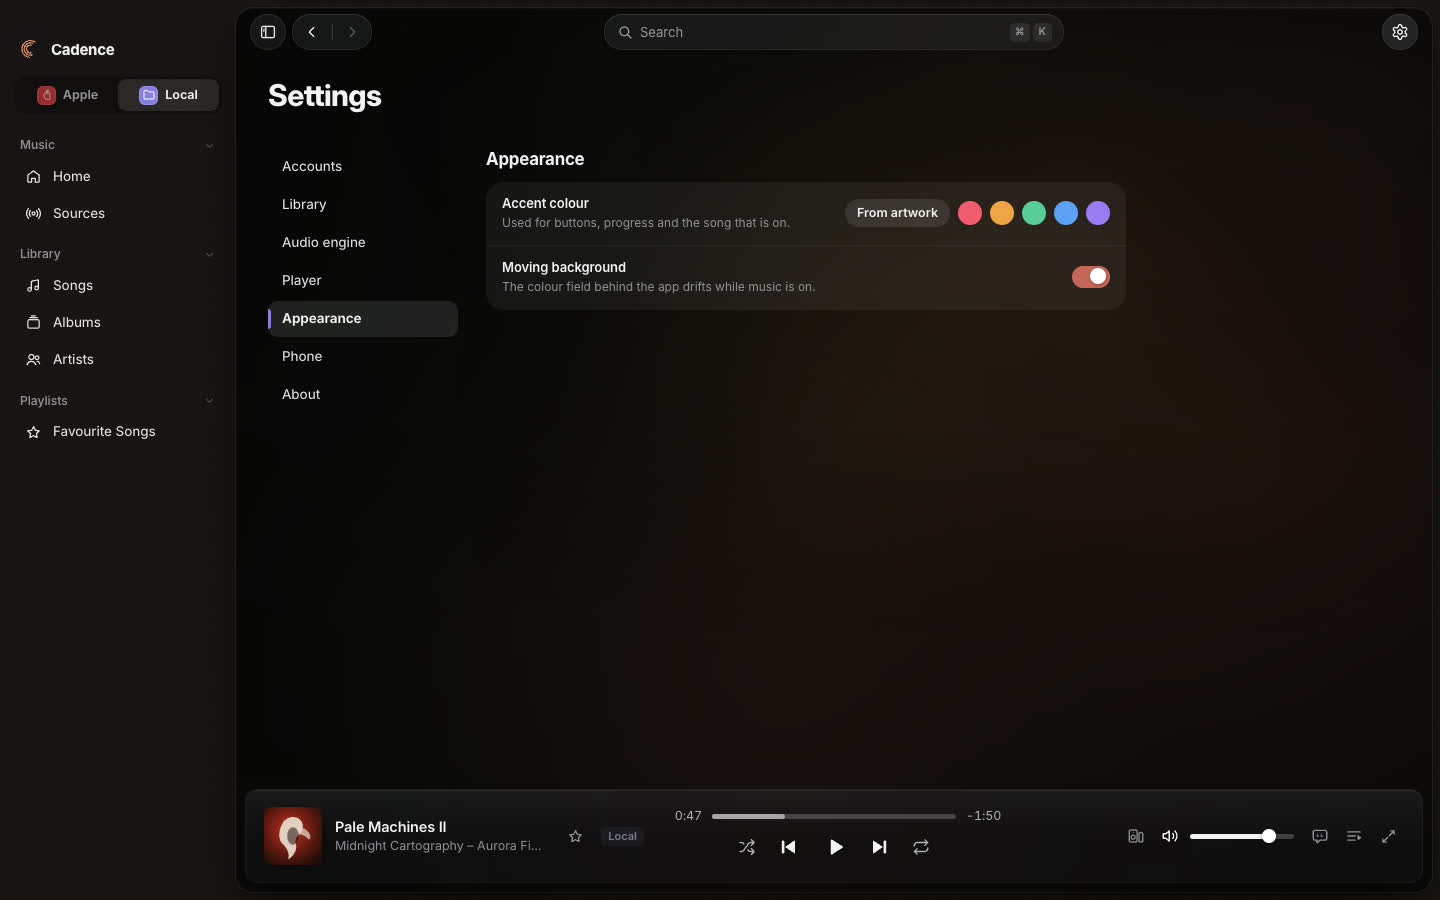 Cadence
Apple
Local
Music
Home
Sources
Library
Songs
Albums
Artists
Playlists
Favourite Songs
Search
⌘ K
Settings
Accounts
Library
Audio engine
Player
Appearance
Phone
About
Appearance
Accent colour
Used for buttons, progress and the song that is on.
From artwork
Moving background
The colour field behind the app drifts while music is on.
Pale Machines II
Midnight Cartography – Aurora Fi...
Local
0:47
-1:50